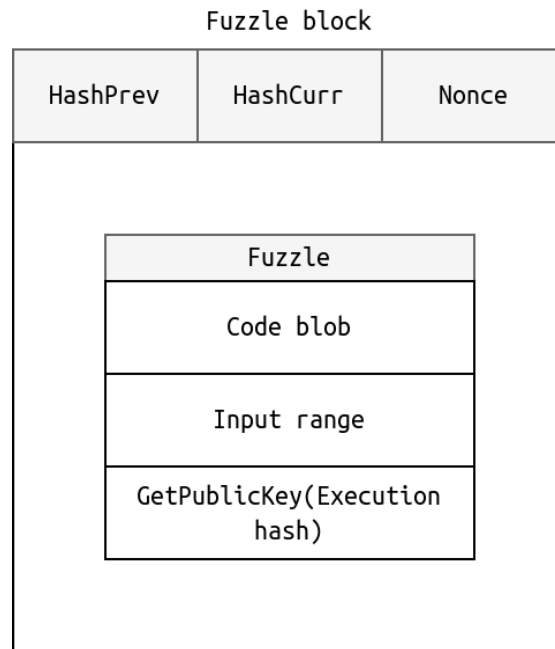 Fuzzle block
HashPrev HashCurr Nonce
Fuzzle
Code blob
Input range
GetPublicKey(Execution
hash)